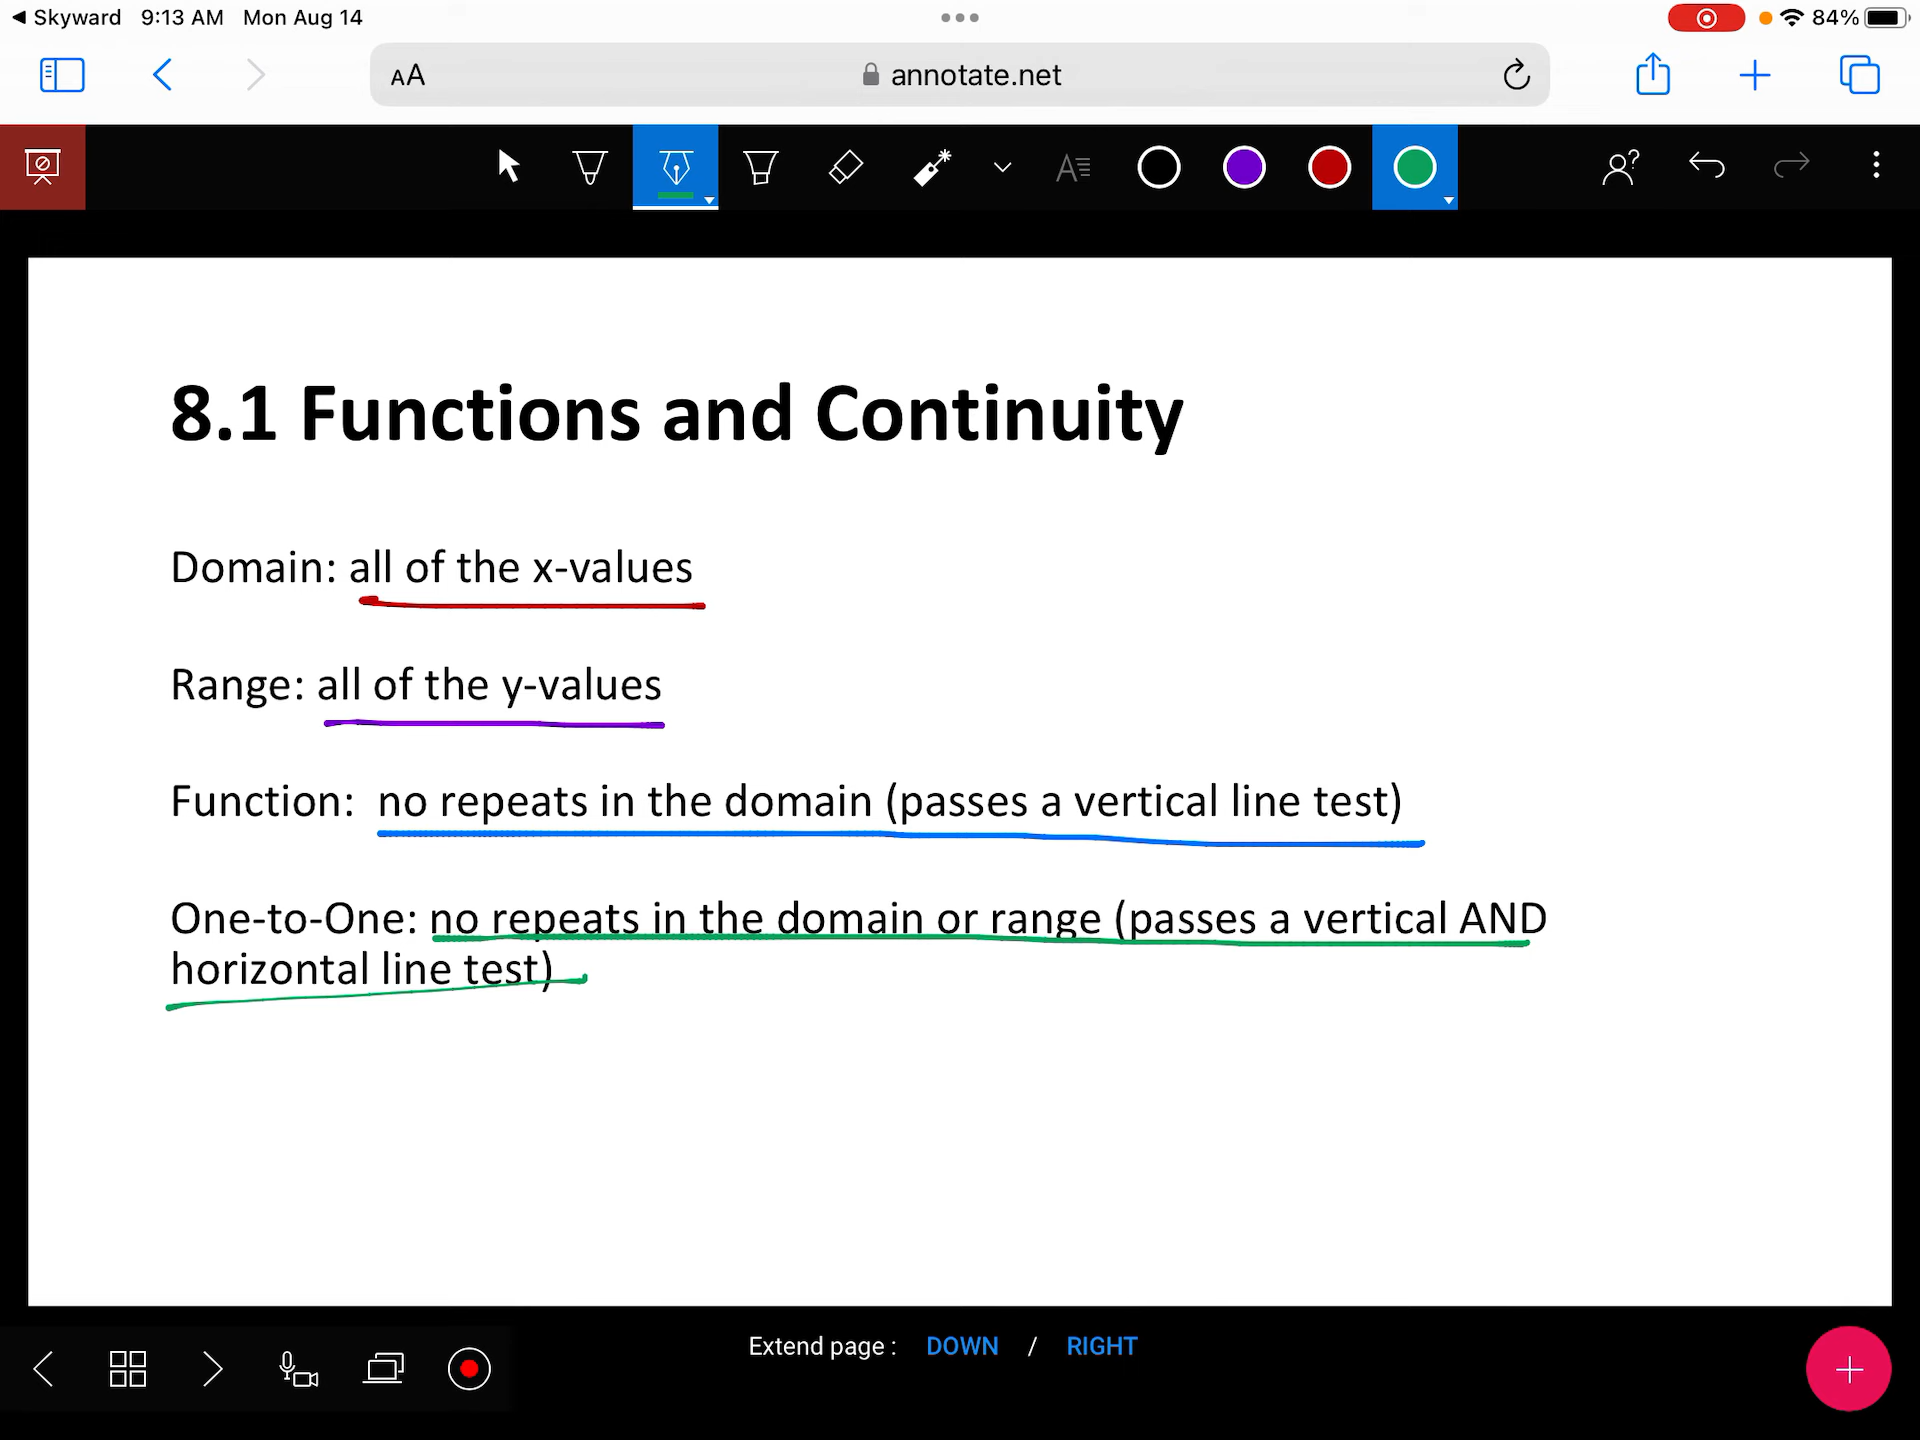 Skyward 9:13 AM Mon Aug 14 84%
AA annotate.net
8.1 Functions and Continuity
Domain: all of the x-values
Range: all of the y-values
Function: no repeats in the domain (passes a vertical line test)
One-to-One: no repeats in the domain or range (passes a vertical AND
horizontal line test)
Extend page : DOWN / RIGHT